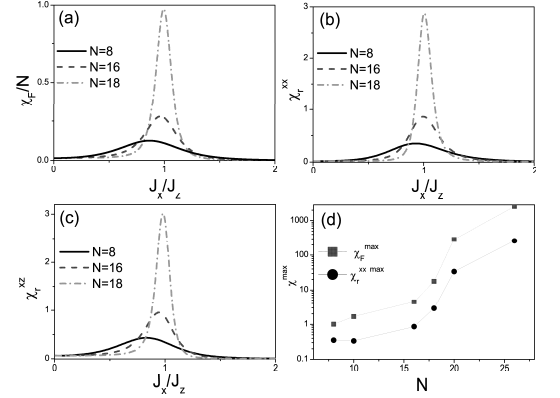 (a)
N=8
N=16
N=18
χF/N
1.0
0.5
0.0
0 1 2
Jx/Jz
(b)
N=8
N=16
N=18
χr xx
3
2
1
0
0 1 2
Jx/Jz
(c)
N=8
N=16
N=18
χr xz
3
2
1
0
0 1 2
Jx/Jz
(d)
χF max
χr xx max
χ max
1000
100
10
1
0.1
10 15 20 25
N